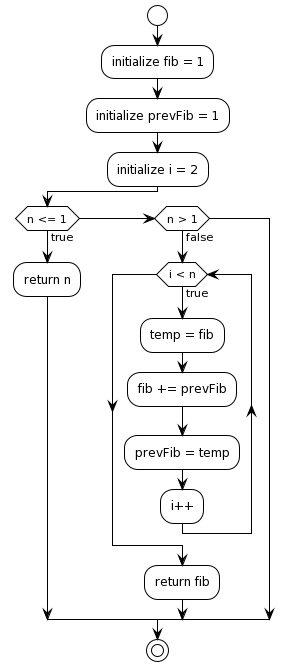 initialize fib = 1
initialize prevFib = 1
initialize i = 2
n <= 1
true
return n
n > 1
false
i < n
true
temp = fib
fib += prevFib
prevFib = temp
i++
return fib